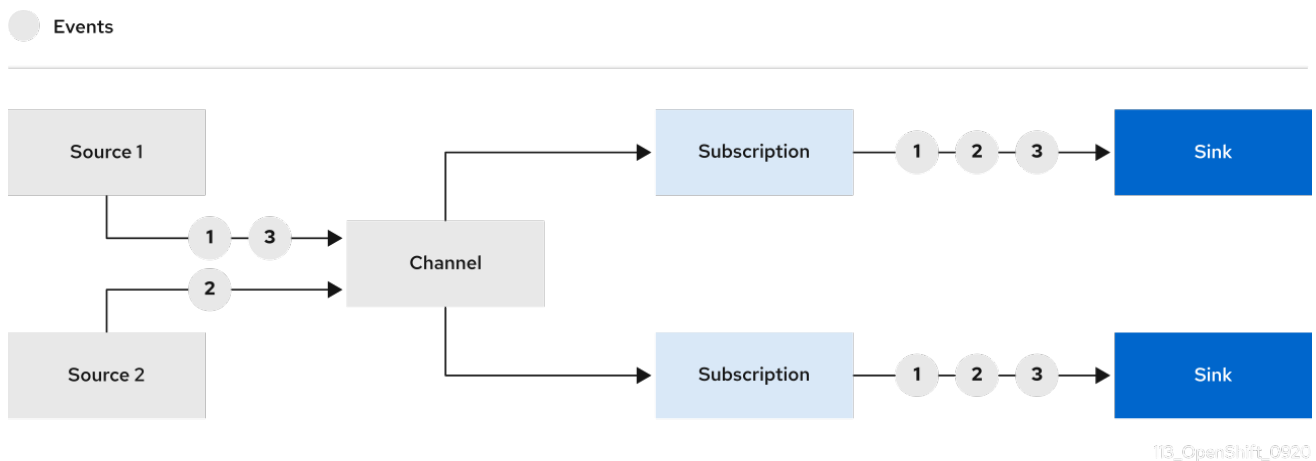 Events
Source 1
Subscription
1 2 3
Sink
1 3
Channel
2
Source 2
Subscription
1 2 3
Sink
113_OpenShift_0920